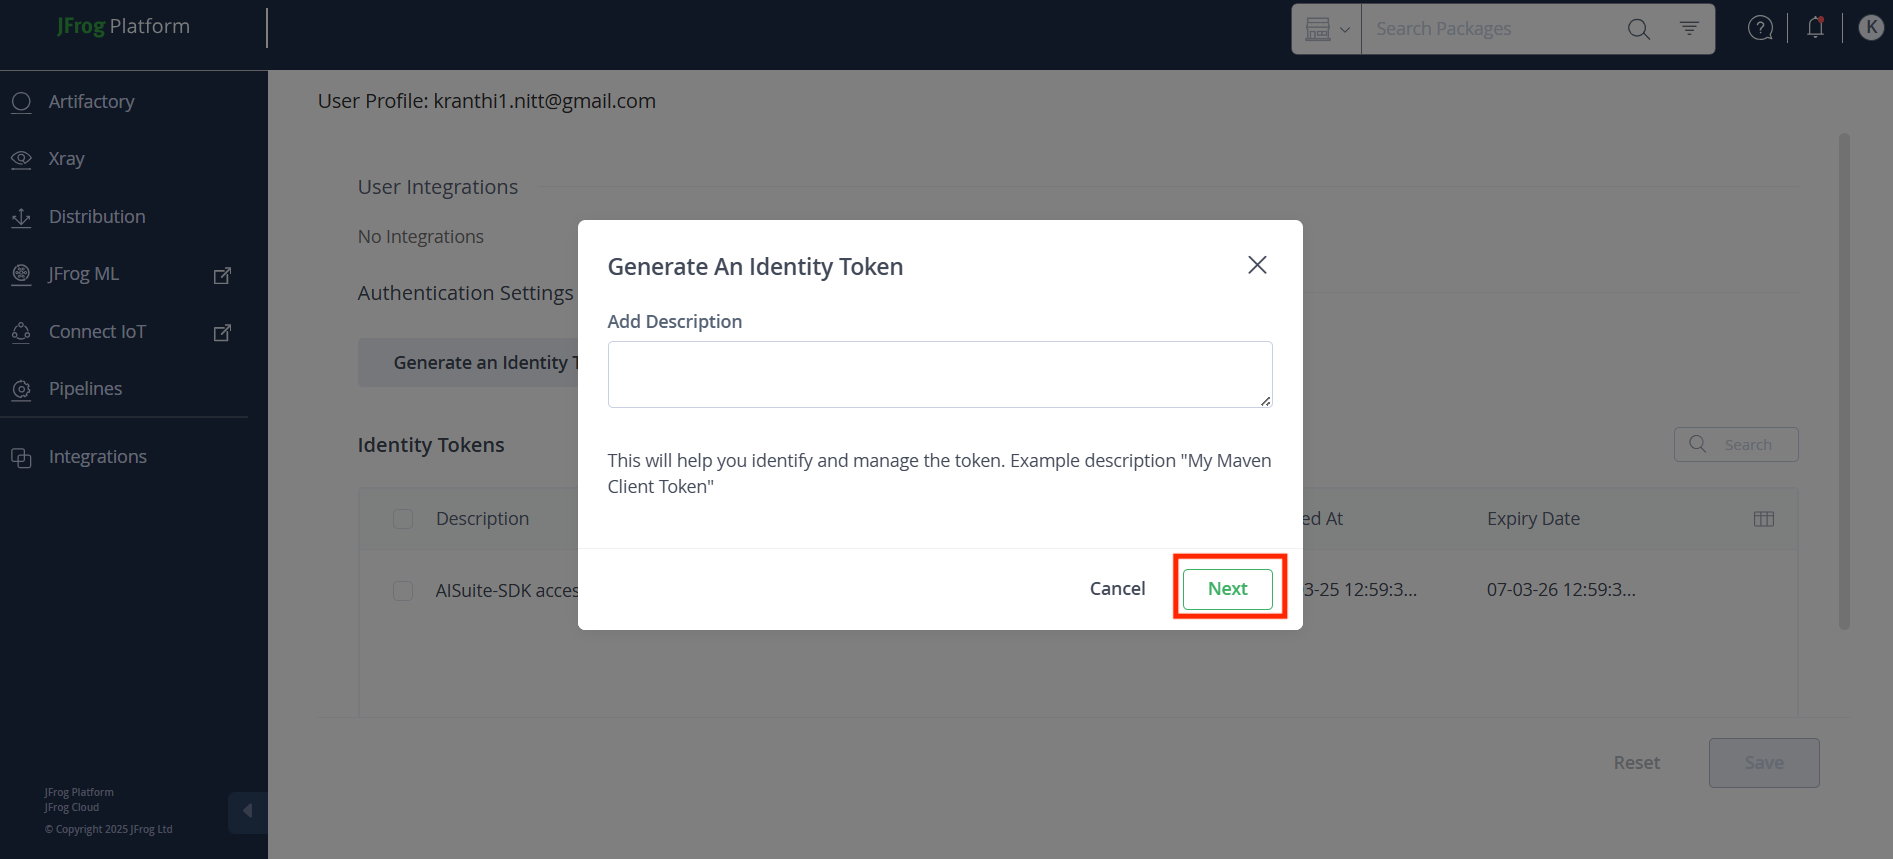 JFrog Platform
Search Packages
K
Artifactory
Xray
Distribution
JFrog ML
Connect IoT
Pipelines
Integrations
User Profile: kranthi1.nitt@gmail.com
User Integrations
No Integrations
Authentication Settings
Generate an Identity T
Identity Tokens
Search
Description
ed At
Expiry Date
AISuite-SDK acces
3-25 12:59:3...
07-03-26 12:59:3...
Generate An Identity Token
Add Description
This will help you identify and manage the token. Example description "My Maven
Client Token"
Cancel
Next
Reset
Save
JFrog Platform
JFrog Cloud
© Copyright 2025 JFrog Ltd